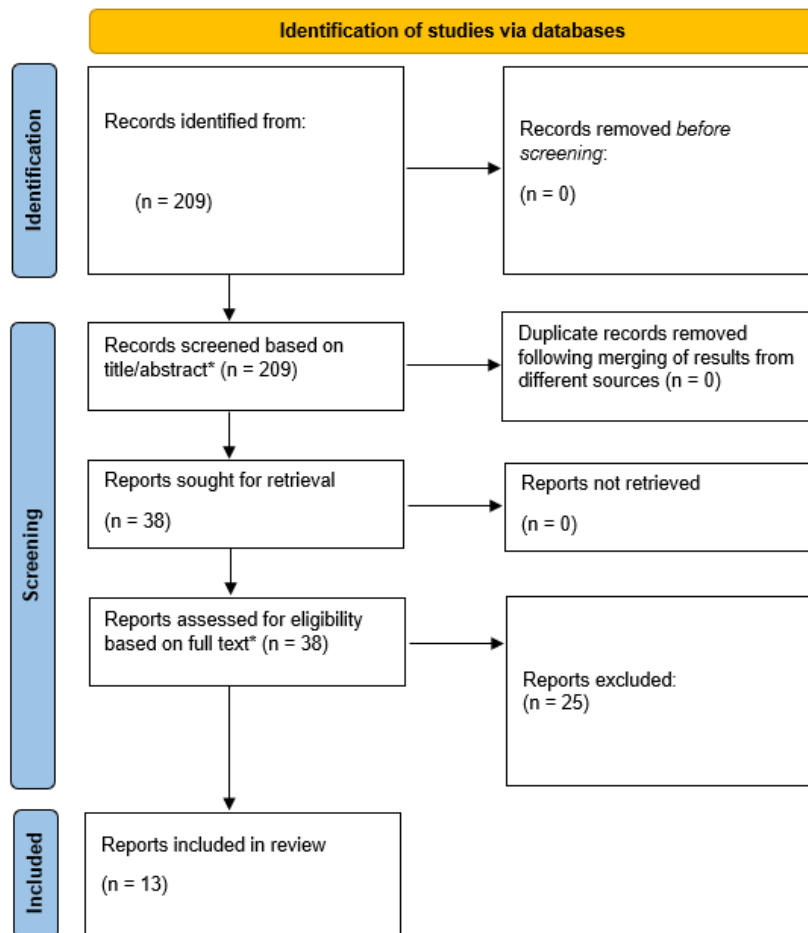 Identification of studies via databases
Identification
Records identified from:
(n = 209)
Records removed before
screening:
(n = 0)
Screening
Records screened based on
title/abstract* (n = 209)
Duplicate records removed
following merging of results from
different sources (n = 0)
Reports sought for retrieval
(n = 38)
Reports not retrieved
(n = 0)
Reports assessed for eligibility
based on full text* (n = 38)
Reports excluded:
(n = 25)
Included
Reports included in review
(n = 13)